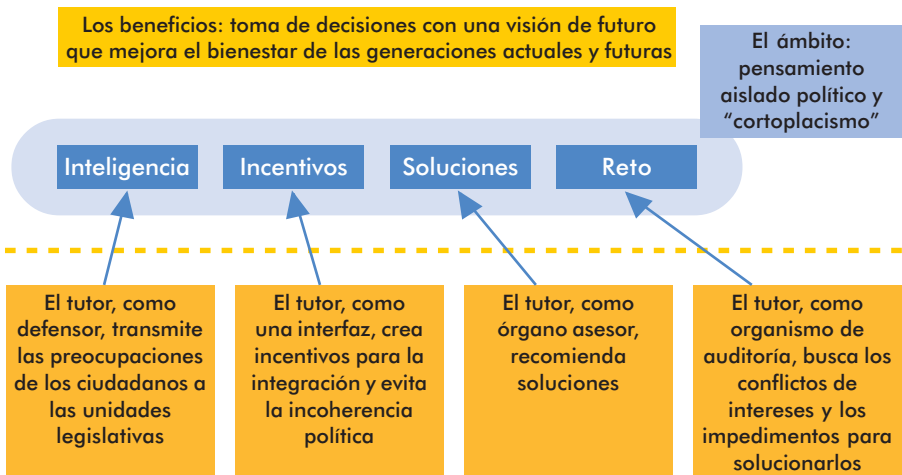 Los beneficios: toma de decisiones con una visión de futuro
que mejora el bienestar de las generaciones actuales y futuras
El ámbito:
pensamiento
aislado político y
“cortoplacismo”
Inteligencia
Incentivos
Soluciones
Reto
El tutor, como
defensor, transmite
las preocupaciones
de los ciudadanos a
las unidades
legislativas
El tutor, como
una interfaz, crea
incentivos para la
integración y evita
la incoherencia
política
El tutor, como
órgano asesor,
recomienda
soluciones
El tutor, como
organismo de
auditoría, busca los
conflictos de
intereses y los
impedimentos para
solucionarlos